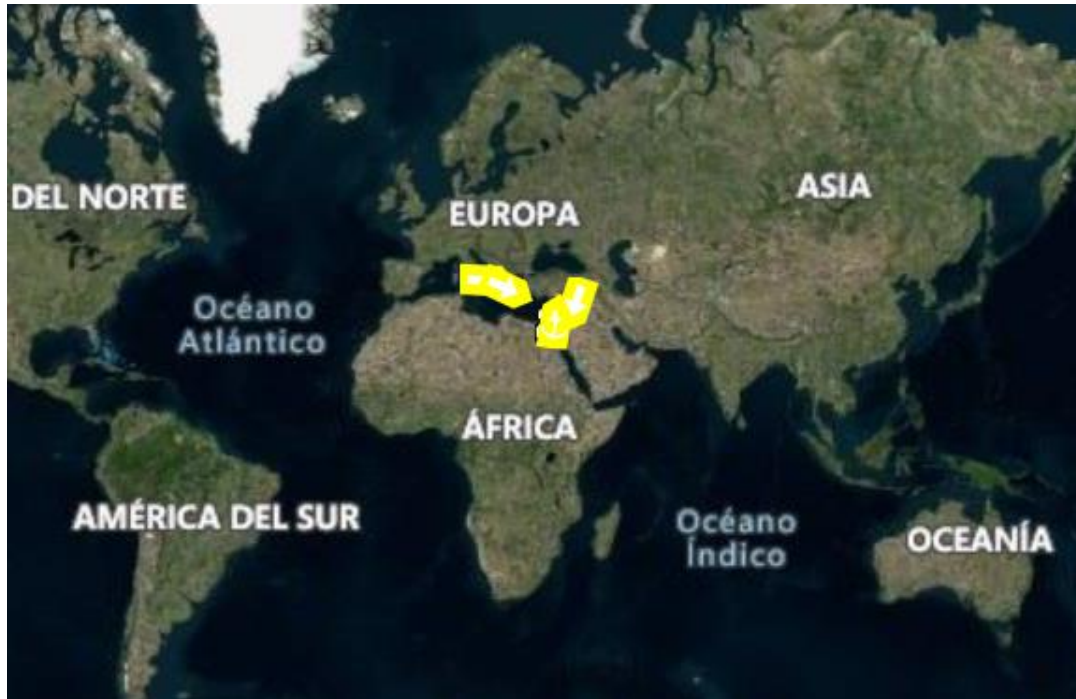 DEL NORTE
EUROPA
ASIA
Océano
Atlántico
ÁFRICA
AMÉRICA DEL SUR
Océano
Índico
OCEANÍA